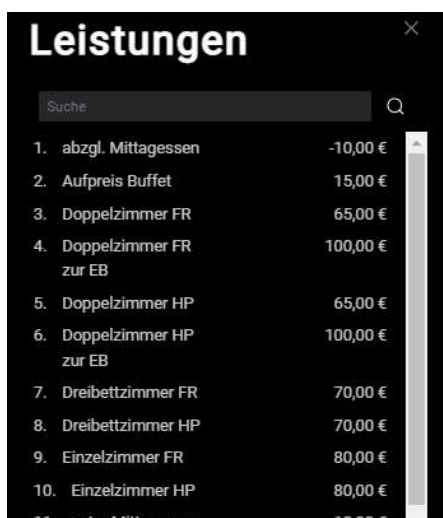 Leistungen
Suche
1. abzgl. Mittagessen -10,00 €
2. Aufpreis Buffet 15,00 €
3. Doppelzimmer FR 65,00 €
4. Doppelzimmer FR 100,00 €
zur EB
5. Doppelzimmer HP 65,00 €
6. Doppelzimmer HP 100,00 €
zur EB
7. Dreibettzimmer FR 70,00 €
8. Dreibettzimmer HP 70,00 €
9. Einzelzimmer FR 80,00 €
10. Einzelzimmer HP 80,00 €